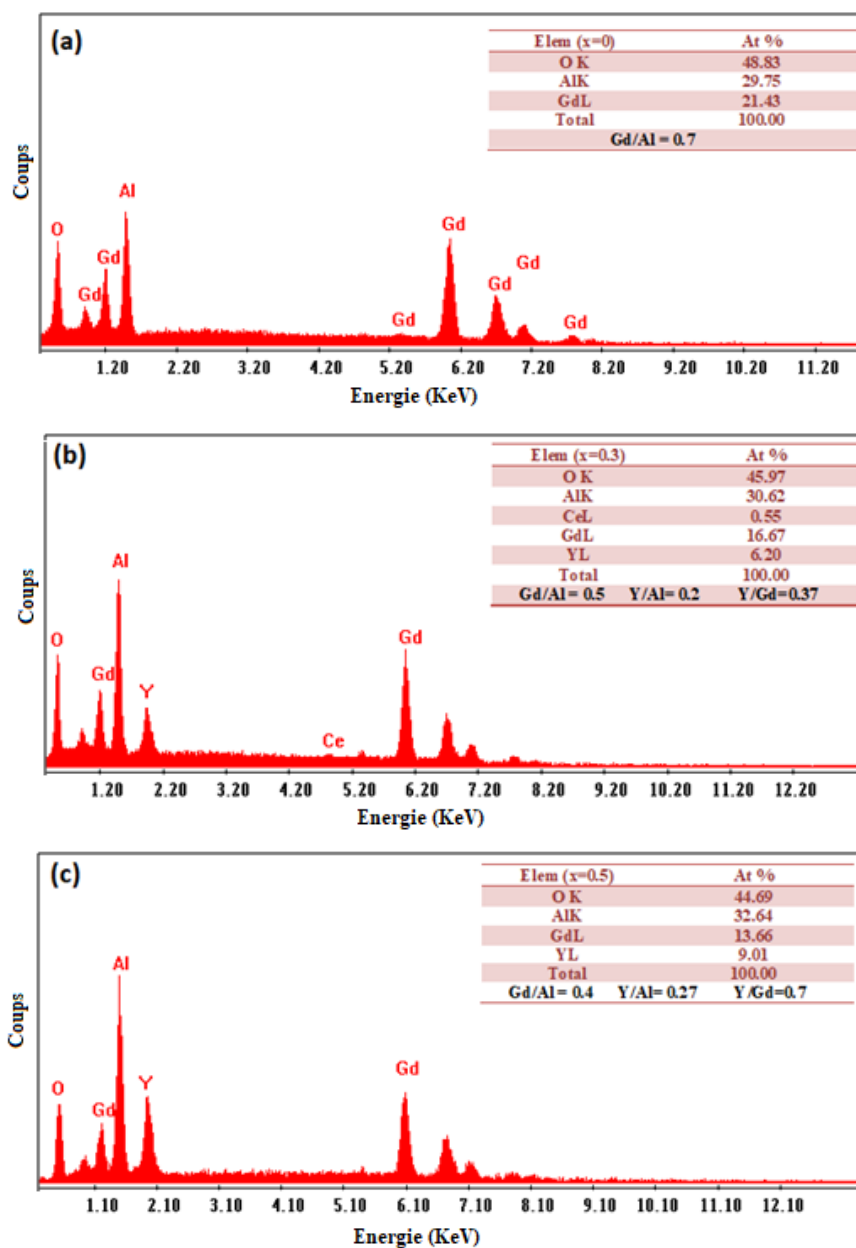 (a)
Elem (x=0) At %
O K 48.83
AlK 29.75
GdL 21.43
Total 100.00
Gd/Al = 0.7
Coups
O Gd Gd Al Gd Gd Gd Gd Gd
1.20 2.20 3.20 4.20 5.20 6.20 7.20 8.20 9.20 10.20 11.20
Energie (KeV)
(b)
Elem (x=0.3) At %
O K 45.97
AlK 30.62
CeL 0.55
GdL 16.67
YL 6.20
Total 100.00
Gd/Al = 0.5 Y/Al= 0.2 Y/Gd=0.37
Coups
O Gd Al Y Ce Gd
1.20 2.20 3.20 4.20 5.20 6.20 7.20 8.20 9.20 10.20 11.20 12.20
Energie (KeV)
(c)
Elem (x=0.5) At %
O K 44.69
AlK 32.64
GdL 13.66
YL 9.01
Total 100.00
Gd/Al = 0.4 Y/Al= 0.27 Y/Gd=0.7
Coups
O Gd Al Y Gd
1.10 2.10 3.10 4.10 5.10 6.10 7.10 8.10 9.10 10.10 11.10 12.10
Energie (KeV)